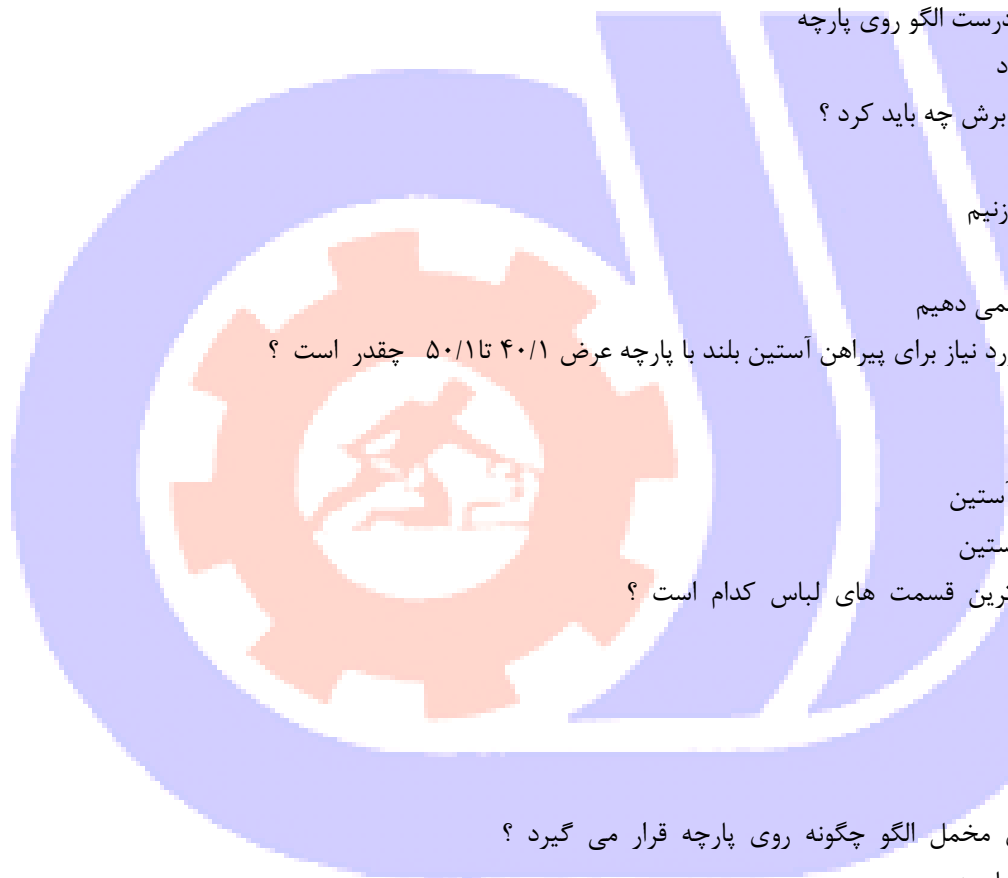 درست الگو روی پارچه
د
برش چه باید کرد ؟
زنیم
نمی دهیم
رد نیاز برای پیراهن آستین بلند با پارچه عرض ۴۰/۱ تا۵۰/۱ چقدر است ؟
آستین
ستین
ترین قسمت های لباس کدام است ؟
مخمل الگو چگونه روی پارچه قرار می گیرد ؟